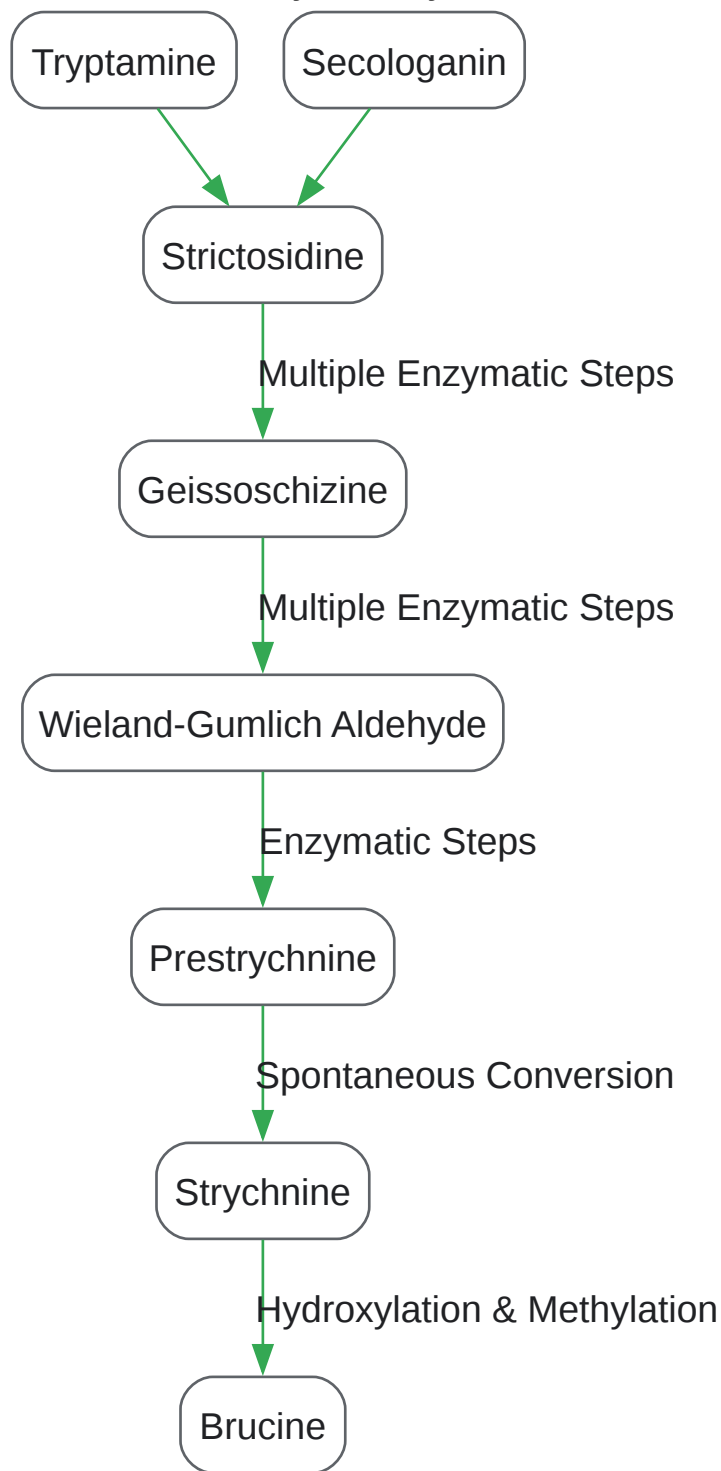 Tryptamine
Secologanin
Strictosidine
Multiple Enzymatic Steps
Geissoschizine
Multiple Enzymatic Steps
Wieland-Gumlich Aldehyde
Enzymatic Steps
Prestrychnine
Spontaneous Conversion
Strychnine
Hydroxylation & Methylation
Brucine